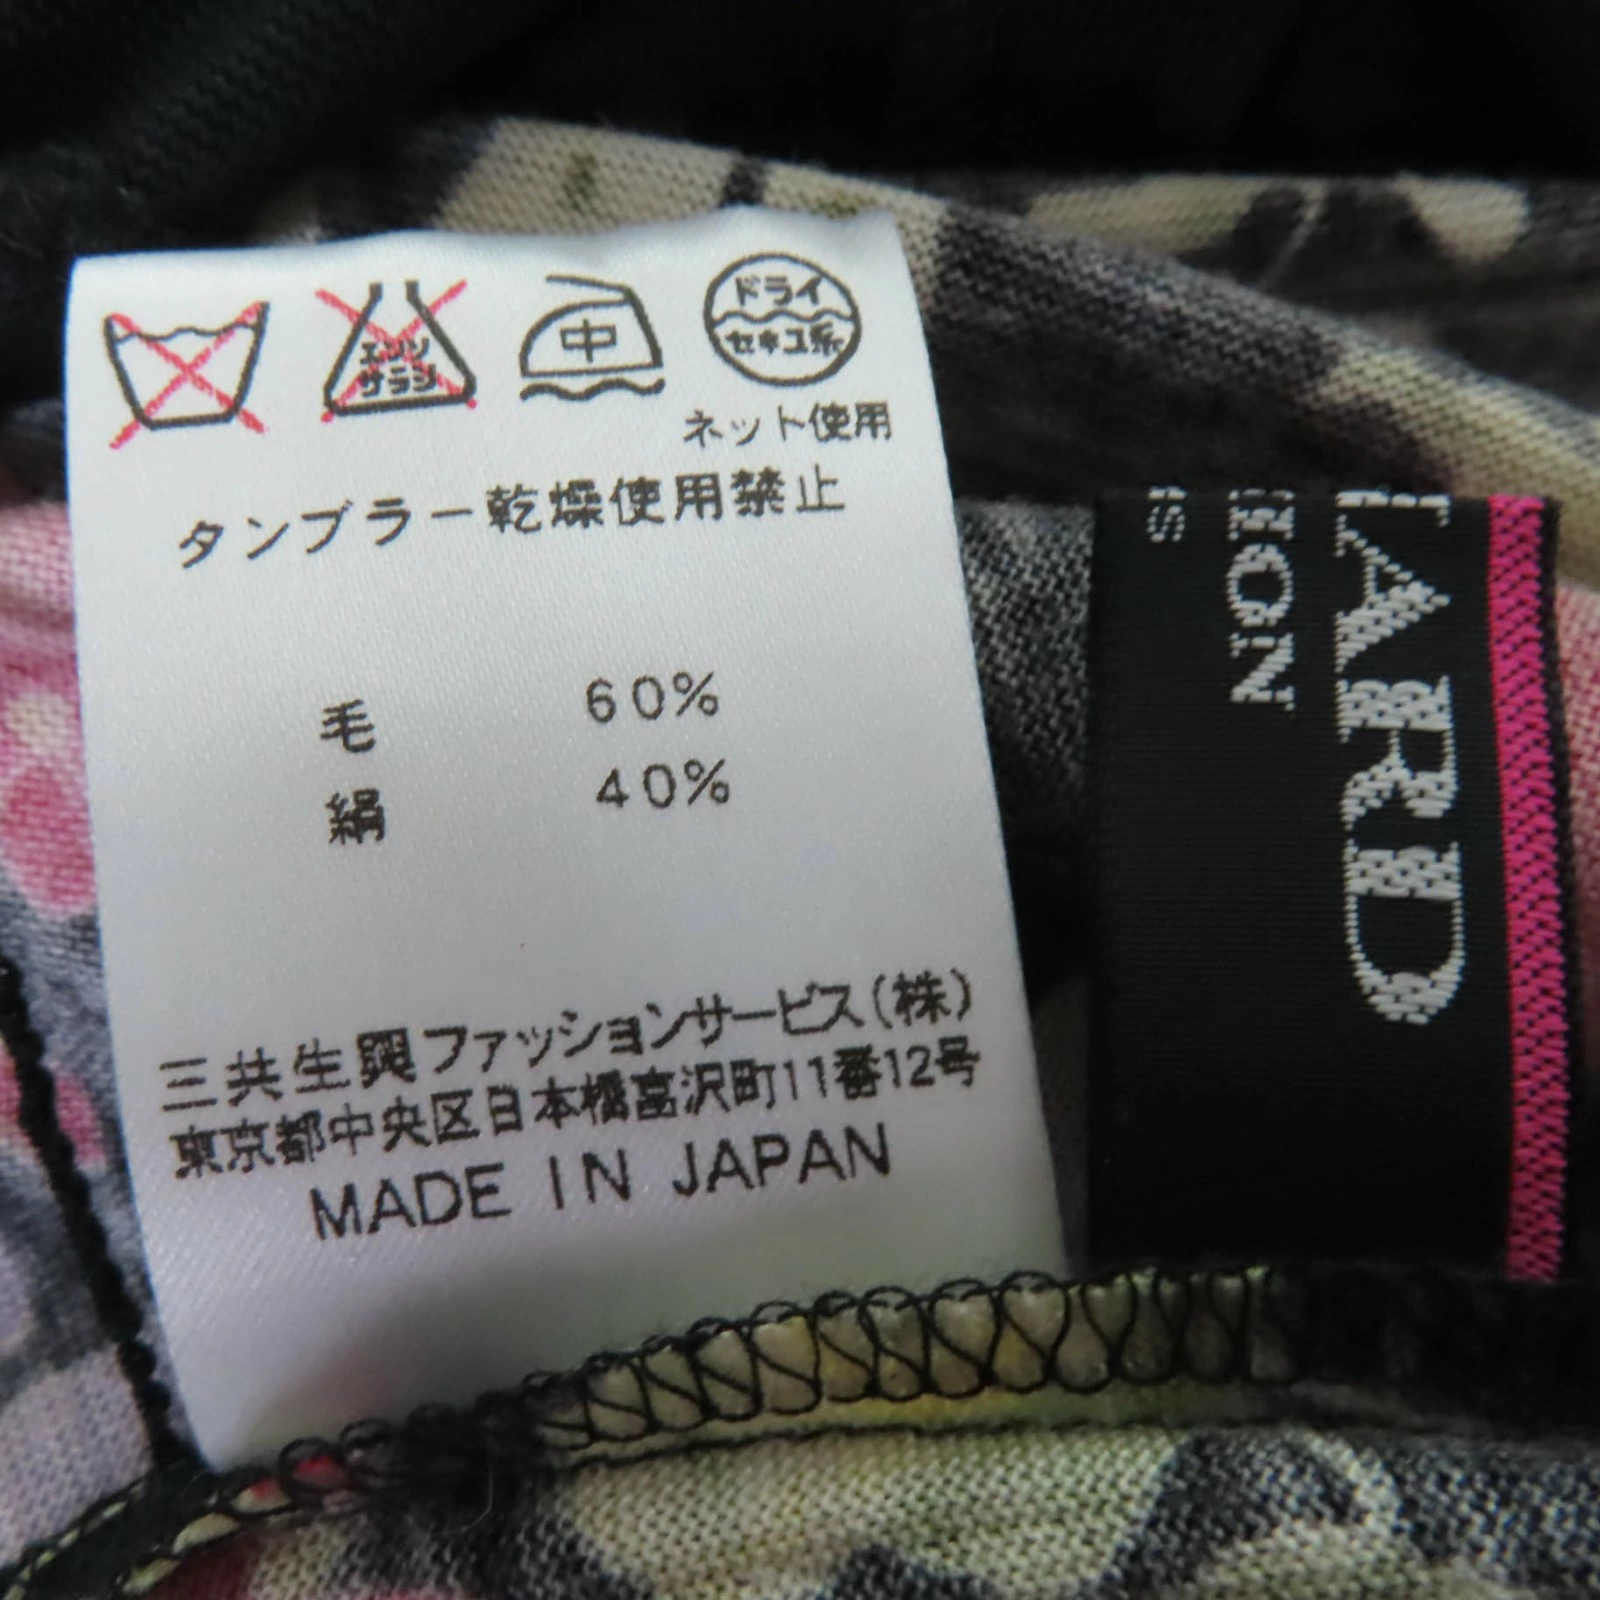 エンソ
サラシ
中
ドライ
セキユ系
ネット使用
タンブラー乾燥使用禁止
毛 60%
絹 40%
三共生興ファッションサービス(株)
東京都中央区日本橋富沢町11番12号
MADE IN JAPAN